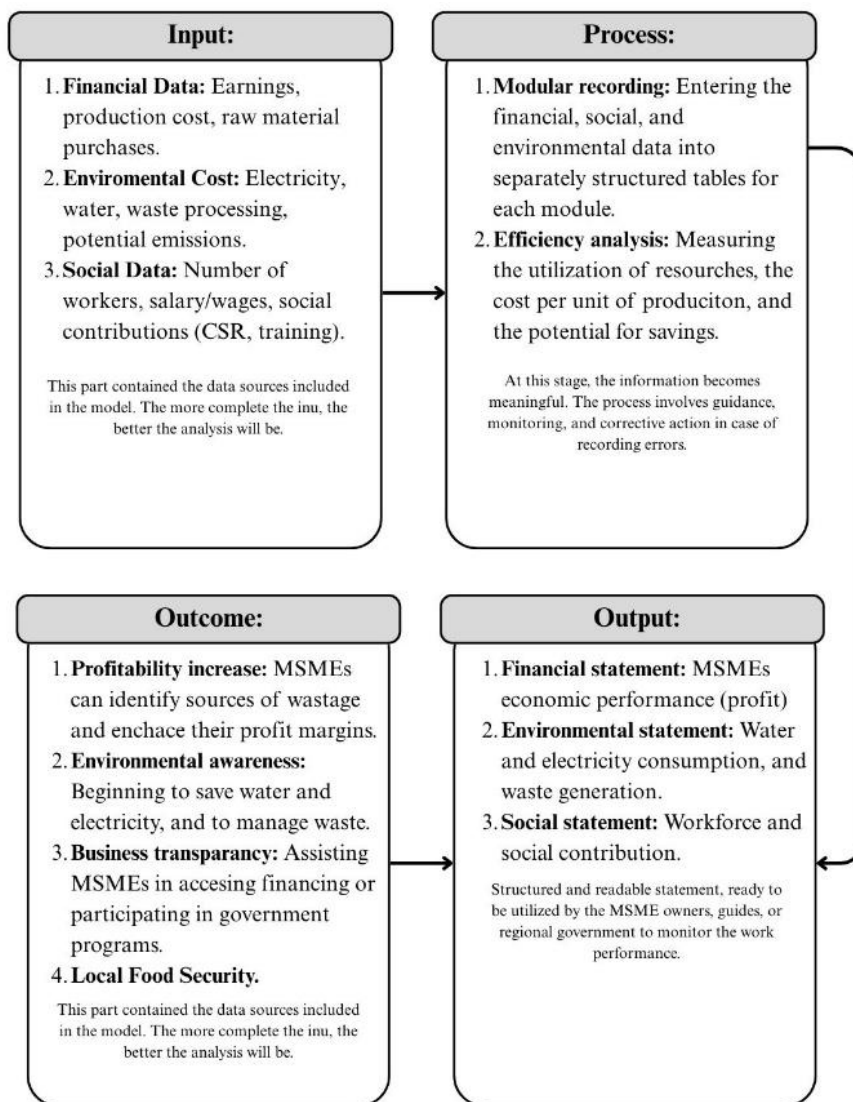 Input:
1. Financial Data: Earnings,
production cost, raw material
purchases.
2. Enviromental Cost: Electricity,
water, waste processing,
potential emissions.
3. Social Data: Number of
workers, salary/wages, social
contributions (CSR, training).
This part contained the data sources included
in the model. The more complete the inu, the
better the analysis will be.
Process:
1. Modular recording: Entering the
financial, social, and
environmental data into
separately structured tables for
each module.
2. Efficiency analysis: Measuring
the utilization of resourches, the
cost per unit of produciton, and
the potential for savings.
At this stage, the information becomes
meaningful. The process involves guidance,
monitoring, and corrective action in case of
recording errors.
Outcome:
1. Profitability increase: MSMEs
can identify sources of wastage
and enchace their profit margins.
2. Environmental awareness:
Beginning to save water and
electricity, and to manage waste.
3. Business transparancy: Assisting
MSMEs in accesing financing or
participating in government
programs.
4. Local Food Security.
This part contained the data sources included
in the model. The more complete the inu, the
better the analysis will be.
Output:
1. Financial statement: MSMEs
economic performance (profit)
2. Environmental statement: Water
and electricity consumption, and
waste generation.
3. Social statement: Workforce and
social contribution.
Structured and readable statement, ready to
be utilized by the MSME owners, guides, or
regional government to monitor the work
performance.